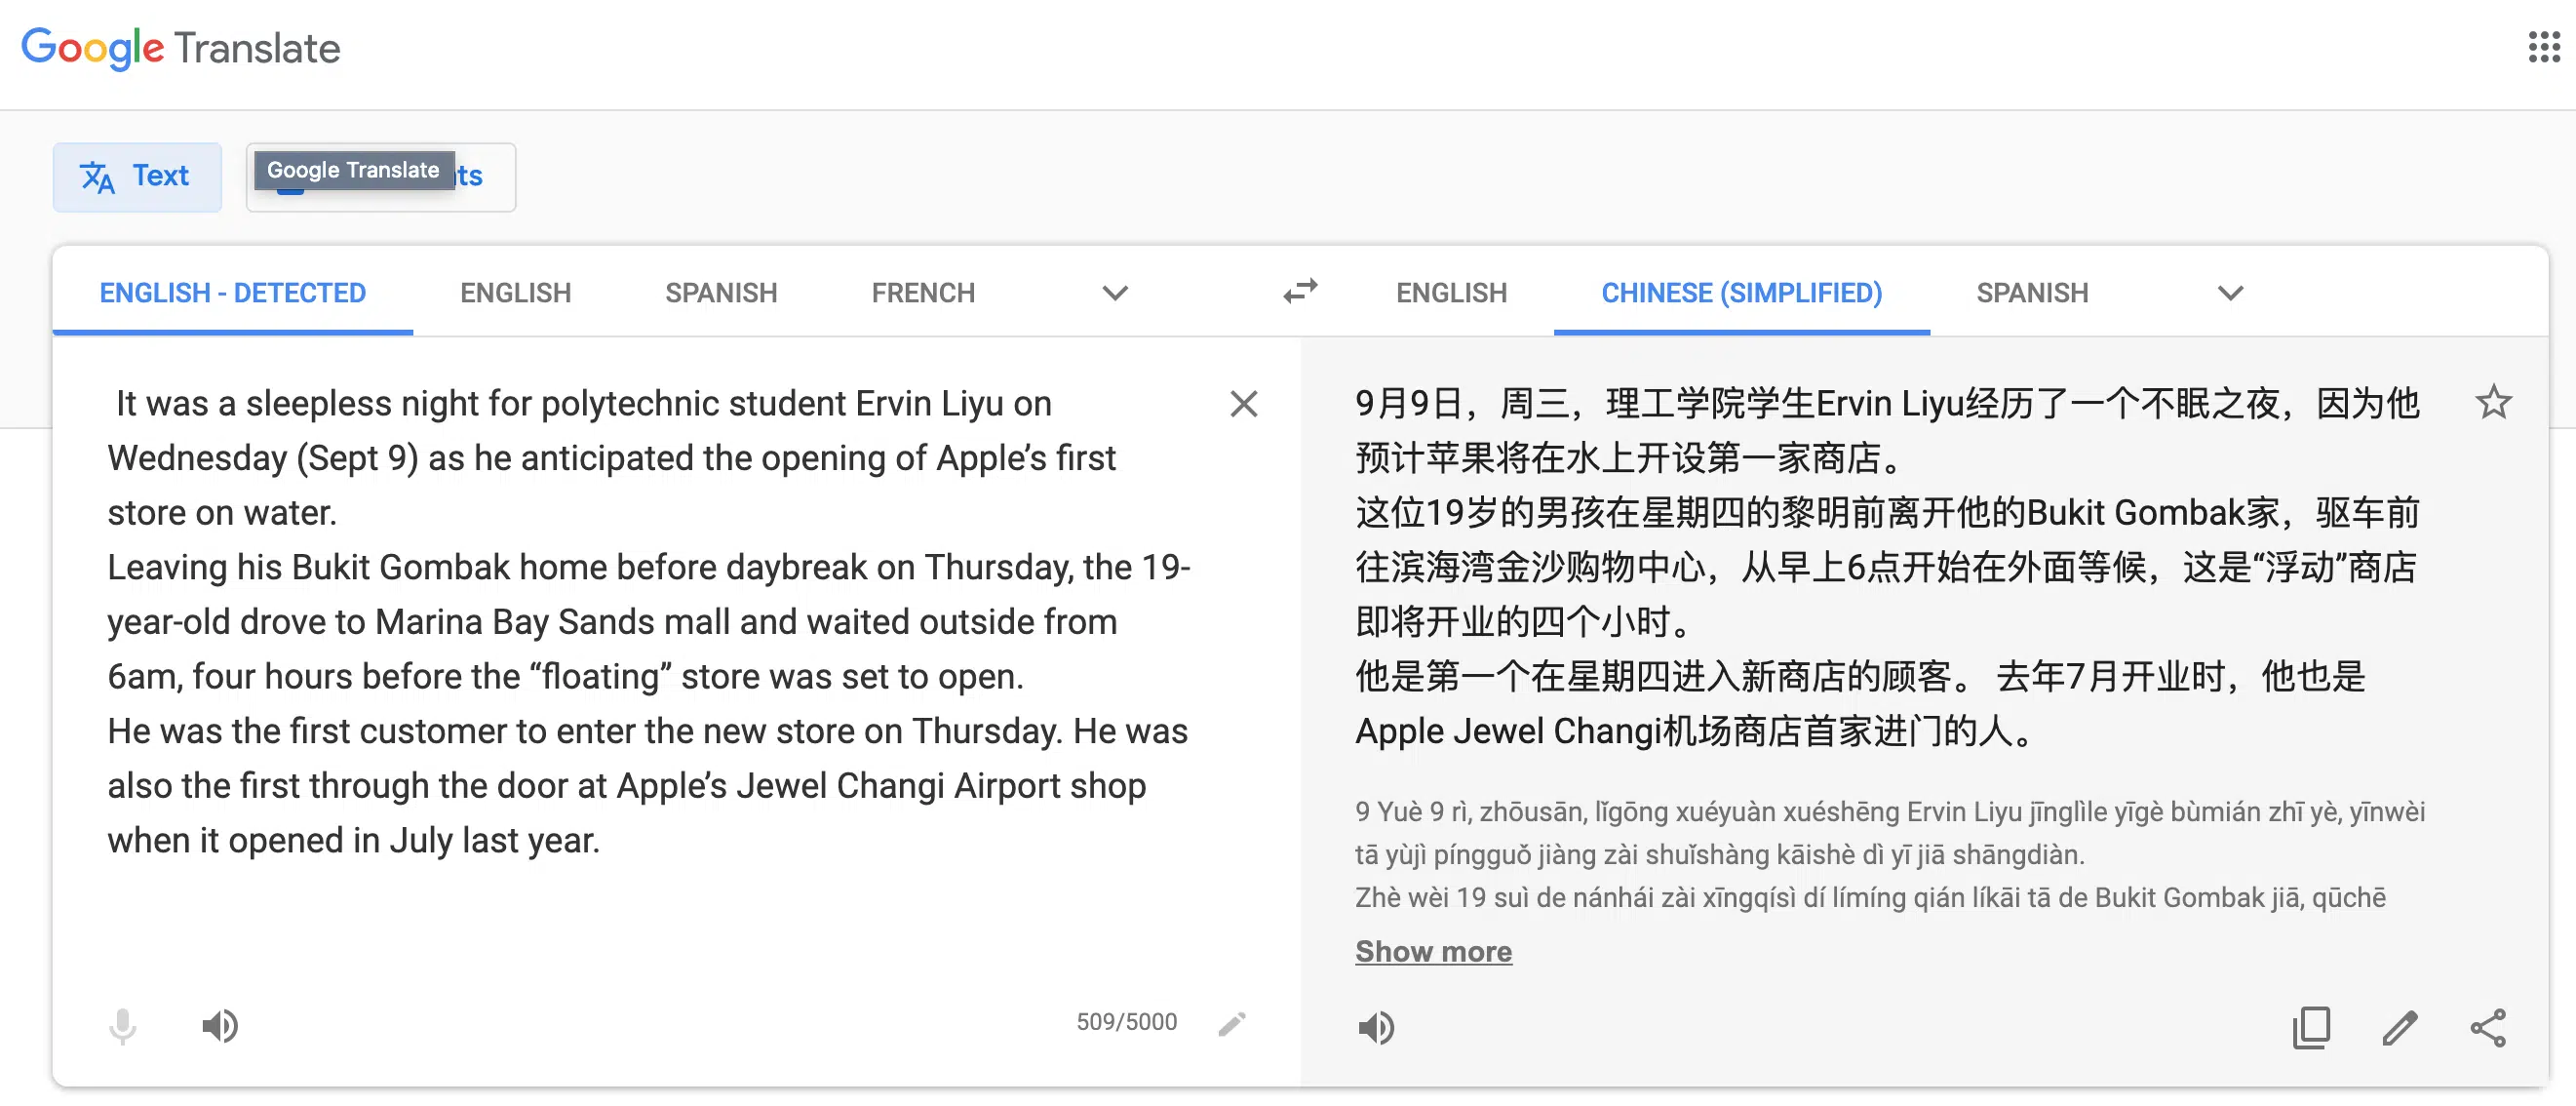 Google Translate
Text
Google Translate
ts
ENGLISH - DETECTED
ENGLISH
SPANISH
FRENCH
ENGLISH
CHINESE (SIMPLIFIED)
SPANISH
It was a sleepless night for polytechnic student Ervin Liyu on
Wednesday (Sept 9) as he anticipated the opening of Apple’s first
store on water.
Leaving his Bukit Gombak home before daybreak on Thursday, the 19-
year-old drove to Marina Bay Sands mall and waited outside from
6am, four hours before the “floating” store was set to open.
He was the first customer to enter the new store on Thursday. He was
also the first through the door at Apple’s Jewel Changi Airport shop
when it opened in July last year.
509/5000
9月9日，周三，理工学院学生Ervin Liyu经历了一个不眠之夜，因为他
预计苹果将在水上开设第一家商店。
这位19岁的男孩在星期四的黎明前离开他的Bukit Gombak家，驱车前
往滨海湾金沙购物中心，从早上6点开始在外面等候，这是“浮动”商店
即将开业的四个小时。
他是第一个在星期四进入新商店的顾客。 去年7月开业时，他也是
Apple Jewel Changi机场商店首家进门的人。
9 Yuè 9 rì, zhōusān, lǐgōng xuéyuàn xuéshēng Ervin Liyu jīnglìle yīgè bùmián zhī yè, yīnwèi
tā yùjì píngguǒ jiàng zài shuǐshàng kāishè dì yī jiā shāngdiàn.
Zhè wèi 19 suì de nánhái zài xīngqísì dí límíng qián líkāi tā de Bukit Gombak jiā, qūchē
Show more